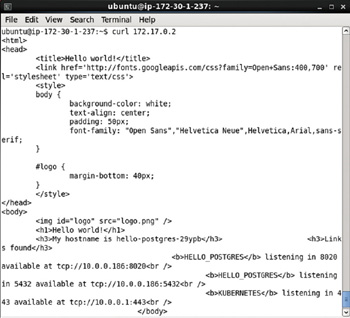 ubuntu@ip-172-30-1-237: ~
File Edit View Search Terminal Help
ubuntu@ip-172-30-1-237:~$ curl 172.17.0.2
<html>
<head>
<title>Hello world!</title>
<link href='http://fonts.googleapis.com/css?family=Open+Sans:400,700' re
l='stylesheet' type='text/css'>
<style>
body {
background-color: white;
text-align: center;
padding: 50px;
font-family: "Open Sans","Helvetica Neue",Helvetica,Arial,sans-s
erif;
}
#logo {
margin-bottom: 40px;
}
</style>
</head>
<body>
<img id="logo" src="logo.png" />
<h1>Hello world!</h1>
<h3>My hostname is hello-postgres-29ypb</h3> <h3>Link
s found</h3>
<b>HELLO_POSTGRES</b> listening in 8020
available at tcp://10.0.0.186:8020<br />
<b>HELLO_POSTGRES</b> listening
in 5432 available at tcp://10.0.0.186:5432<br />
<b>KUBERNETES</b> listening in 4
43 available at tcp://10.0.0.1:443<br />
</body>